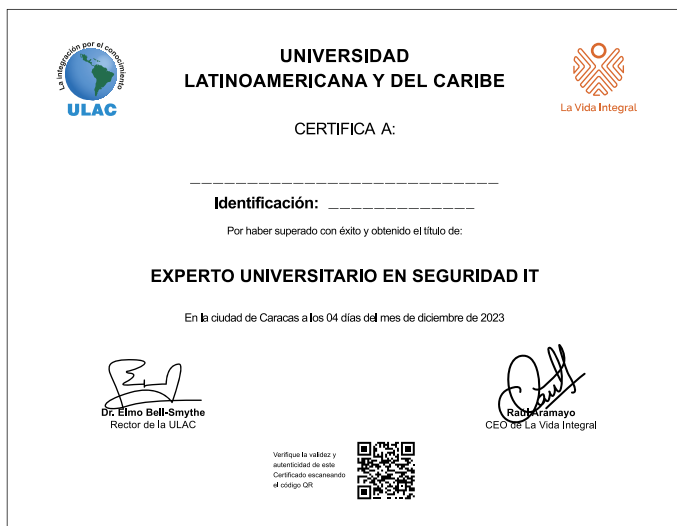 La integración por el conocimiento
ULAC
UNIVERSIDAD
LATINOAMERICANA Y DEL CARIBE
La Vida Integral
CERTIFICA A:
____________________________
Identificación: _____________
Por haber superado con éxito y obtenido el título de:
EXPERTO UNIVERSITARIO EN SEGURIDAD IT
En la ciudad de Caracas a los 04 días del mes de diciembre de 2023
Dr. Elmo Bell-Smythe
Rector de la ULAC
Raúl Aramayo
CEO de La Vida Integral
Verifique la validez y
autenticidad de este
Certificado escaneando
el código QR